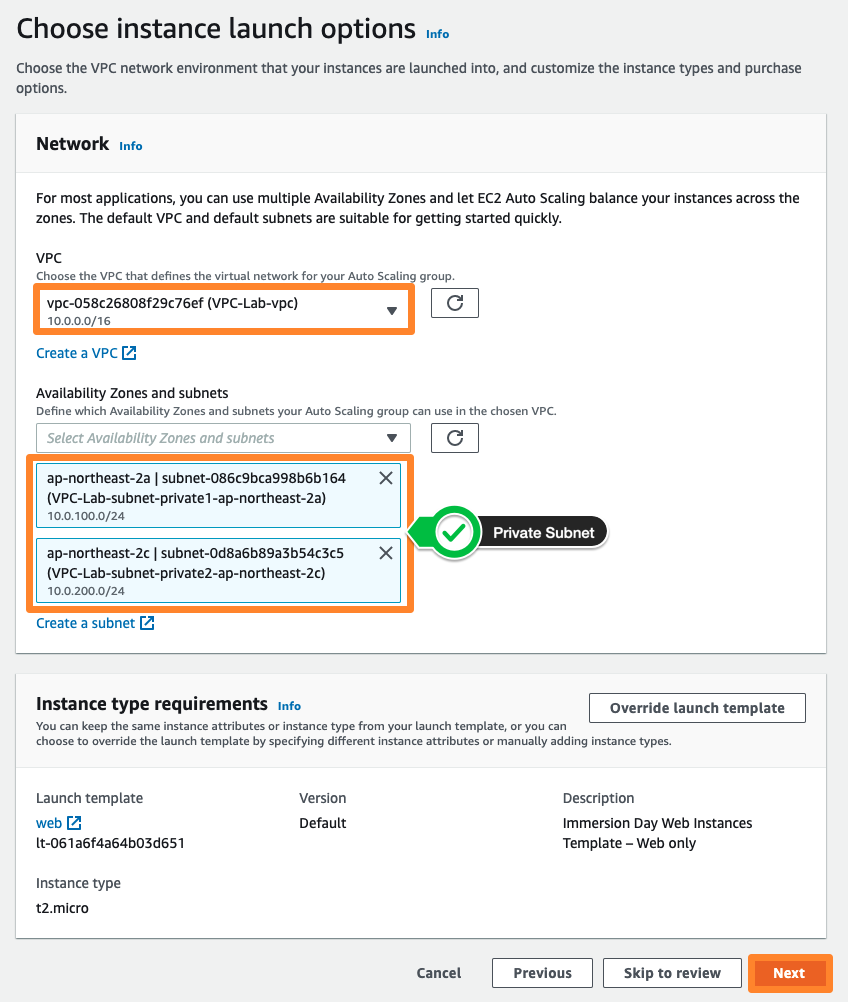 Choose instance launch options Info
Choose the VPC network environment that your instances are launched into, and customize the instance types and purchase
options.
Network Info
For most applications, you can use multiple Availability Zones and let EC2 Auto Scaling balance your instances across the
zones. The default VPC and default subnets are suitable for getting started quickly.
VPC
Choose the VPC that defines the virtual network for your Auto Scaling group.
vpc-058c26808f29c76ef (VPC-Lab-vpc)
10.0.0.0/16
Create a VPC
Availability Zones and subnets
Define which Availability Zones and subnets your Auto Scaling group can use in the chosen VPC.
Select Availability Zones and subnets
ap-northeast-2a | subnet-086c9bca998b6b164
(VPC-Lab-subnet-private1-ap-northeast-2a)
10.0.100.0/24
Private Subnet
ap-northeast-2c | subnet-0d8a6b89a3b54c3c5
(VPC-Lab-subnet-private2-ap-northeast-2c)
10.0.200.0/24
Create a subnet
Instance type requirements Info
Override launch template
You can keep the same instance attributes or instance type from your launch template, or you can
choose to override the launch template by specifying different instance attributes or manually adding instance types.
Launch template
web
lt-061a6f4a64b03d651
Version
Default
Description
Immersion Day Web Instances
Template – Web only
Instance type
t2.micro
Cancel
Previous
Skip to review
Next